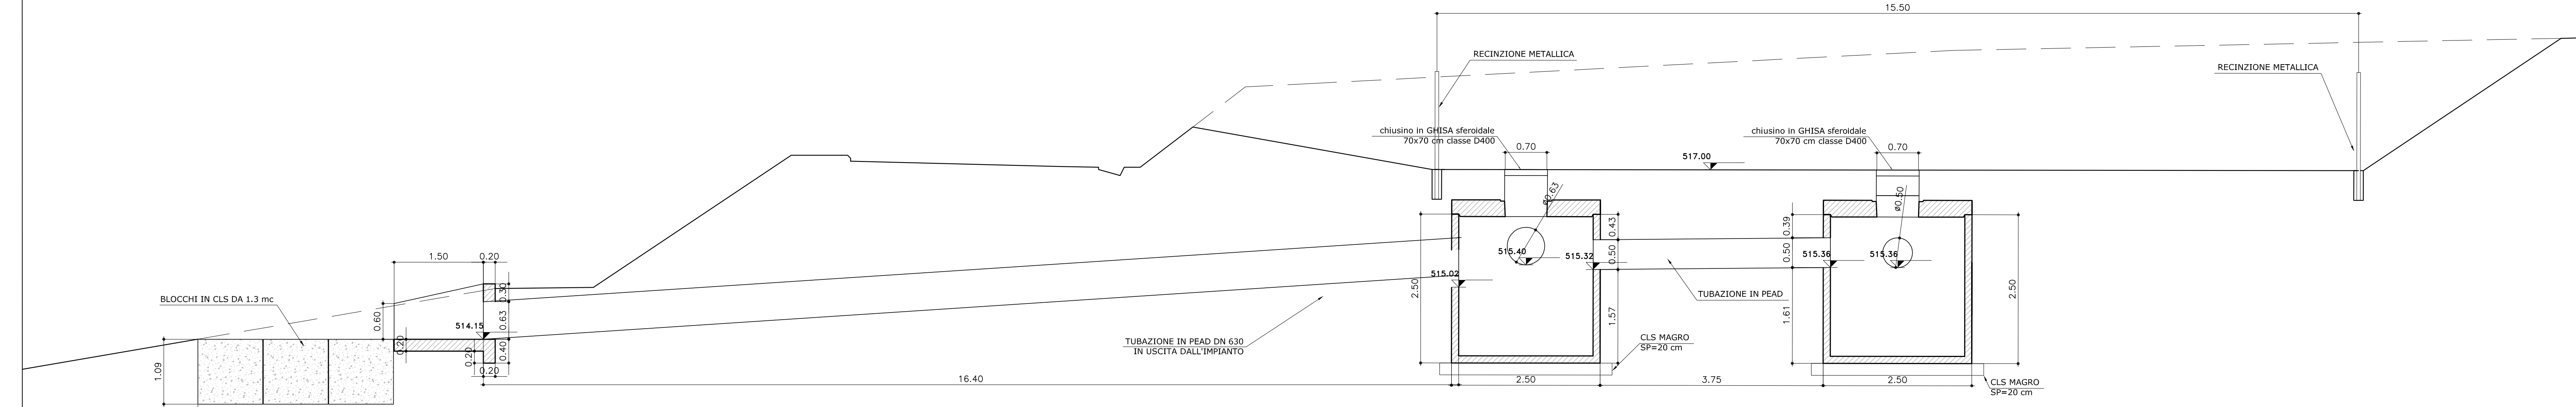 15.50
RECINZIONE METALLICA
RECINZIONE METALLICA
chiusino in GHISA sferoidale
70x70 cm classe D400
0.70
517.00
chiusino in GHISA sferoidale
70x70 cm classe D400
0.70
ø0.63
ø0.50
0.43
0.39
515.40
515.32
0.50
0.50
515.36
515.36
515.02
2.50
1.57
1.61
2.50
TUBAZIONE IN PEAD
1.50
0.20
0.30
BLOCCHI IN CLS DA 1.3 mc
0.60
514.15
0.63
0.20
0.20
0.40
0.20
1.09
TUBAZIONE IN PEAD DN 630
IN USCITA DALL'IMPIANTO
CLS MAGRO
SP=20 cm
16.40
2.50
3.75
2.50
CLS MAGRO
SP=20 cm